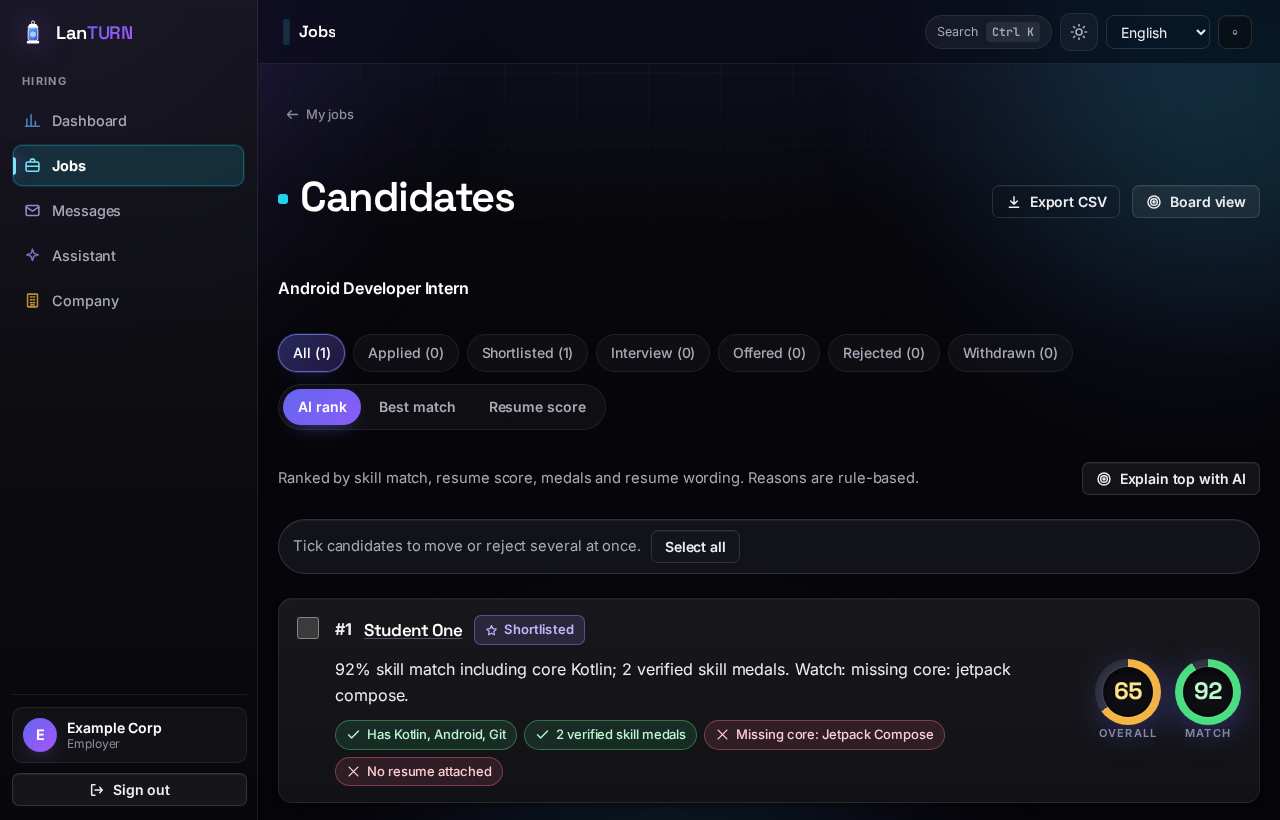 LanTURN
HIRING
Dashboard
Jobs
Messages
Assistant
Company
Example Corp
E
Employer
Sign out
Jobs
Search Ctrl K
English
My jobs
Candidates
Export CSV
Board view
Android Developer Intern
All (1) Applied (0) Shortlisted (1) Interview (0) Offered (0) Rejected (0) Withdrawn (0)
AI rank Best match Resume score
Ranked by skill match, resume score, medals and resume wording. Reasons are rule-based.
Explain top with AI
Tick candidates to move or reject several at once. Select all
#1 Student One Shortlisted
92% skill match including core Kotlin; 2 verified skill medals. Watch: missing core: jetpack
compose.
Has Kotlin, Android, Git 2 verified skill medals Missing core: Jetpack Compose
No resume attached
65 92
OVERALL MATCH